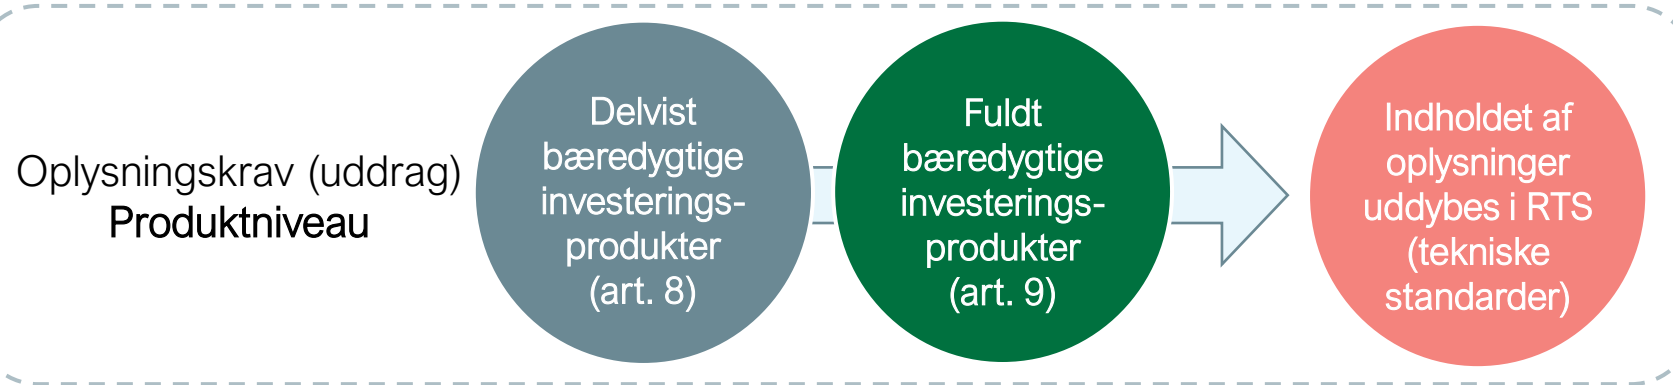 Oplysningskrav (uddrag)
Produktniveau
Delvist
bæredygtige
investerings-
produkter
(art. 8)
Fuldt
bæredygtige
investerings-
produkter
(art. 9)
Indholdet af
oplysninger
uddybes i RTS
(tekniske
standarder)